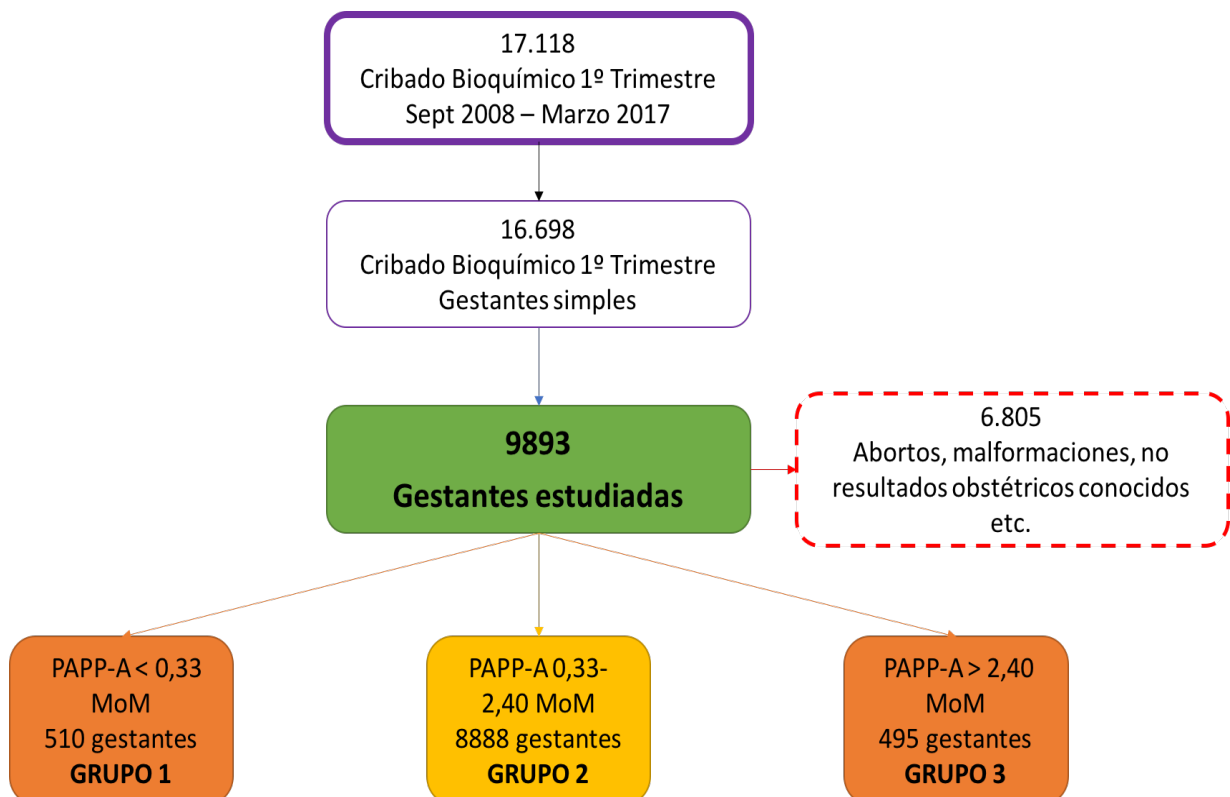 17.118
Cribado Bioquímico 1º Trimestre
Sept 2008 – Marzo 2017
16.698
Cribado Bioquímico 1º Trimestre
Gestantes simples
9893
Gestantes estudiadas
6.805
Abortos, malformaciones, no
resultados obstétricos conocidos
etc.
PAPP-A < 0,33
MoM
510 gestantes
GRUPO 1
PAPP-A 0,33-
2,40 MoM
8888 gestantes
GRUPO 2
PAPP-A > 2,40
MoM
495 gestantes
GRUPO 3